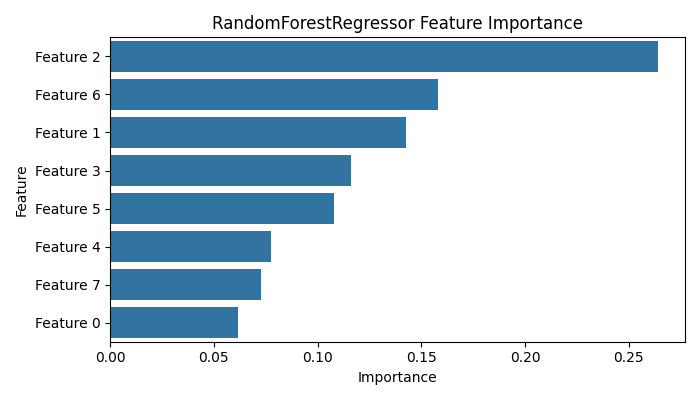 RandomForestRegressor Feature Importance
Feature 2
Feature 6
Feature 1
Feature 3
Feature 5
Feature 4
Feature 7
Feature 0
Feature
0.00 0.05 0.10 0.15 0.20 0.25
Importance